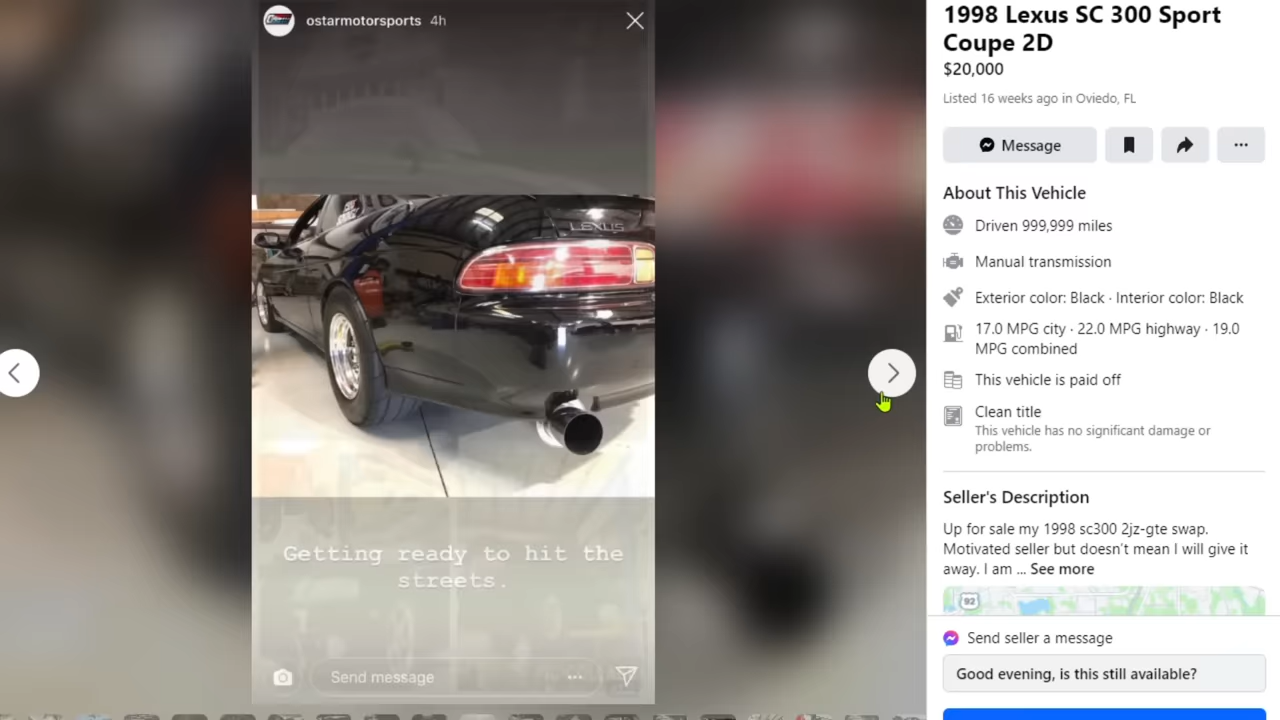 ostarmotorsports 4h
LEXUS
Getting ready to hit the
streets.
Send message
1998 Lexus SC 300 Sport
Coupe 2D
$20,000
Listed 16 weeks ago in Oviedo, FL
Message
About This Vehicle
Driven 999,999 miles
Manual transmission
Exterior color: Black · Interior color: Black
17.0 MPG city · 22.0 MPG highway · 19.0
MPG combined
This vehicle is paid off
Clean title
This vehicle has no significant damage or
problems.
Seller's Description
Up for sale my 1998 sc300 2jz-gte swap.
Motivated seller but doesn't mean I will give it
away. I am ... See more
92
Send seller a message
Good evening, is this still available?